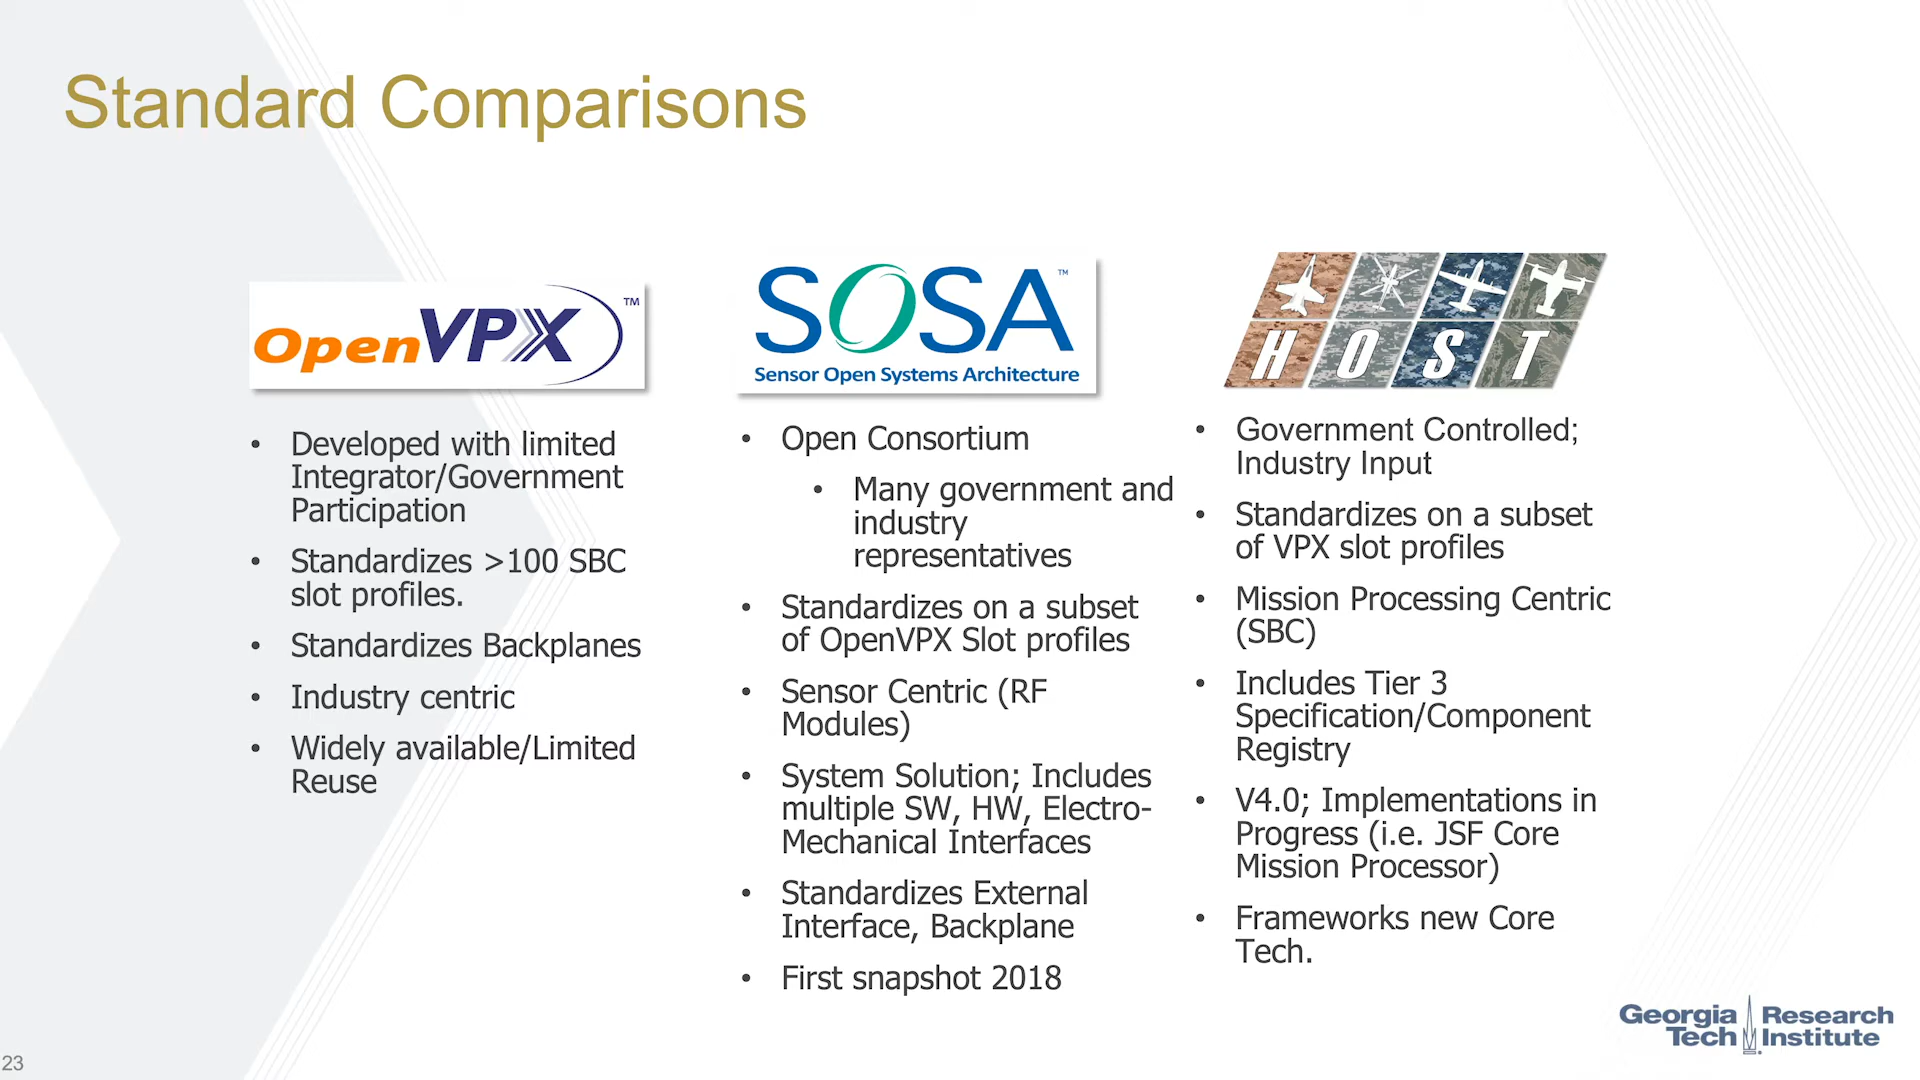 Standard Comparisons
OpenVPX™
• Developed with limited
Integrator/Government
Participation
• Standardizes >100 SBC
slot profiles.
• Standardizes Backplanes
• Industry centric
• Widely available/Limited
Reuse
SOSA™
Sensor Open Systems Architecture
• Open Consortium
• Many government and
industry
representatives
• Standardizes on a subset
of OpenVPX Slot profiles
• Sensor Centric (RF
Modules)
• System Solution; Includes
multiple SW, HW, Electro-
Mechanical Interfaces
• Standardizes External
Interface, Backplane
• First snapshot 2018
HOST
• Government Controlled;
Industry Input
• Standardizes on a subset
of VPX slot profiles
• Mission Processing Centric
(SBC)
• Includes Tier 3
Specification/Component
Registry
• V4.0; Implementations in
Progress (i.e. JSF Core
Mission Processor)
• Frameworks new Core
Tech.
Georgia Research
Tech Institute
23